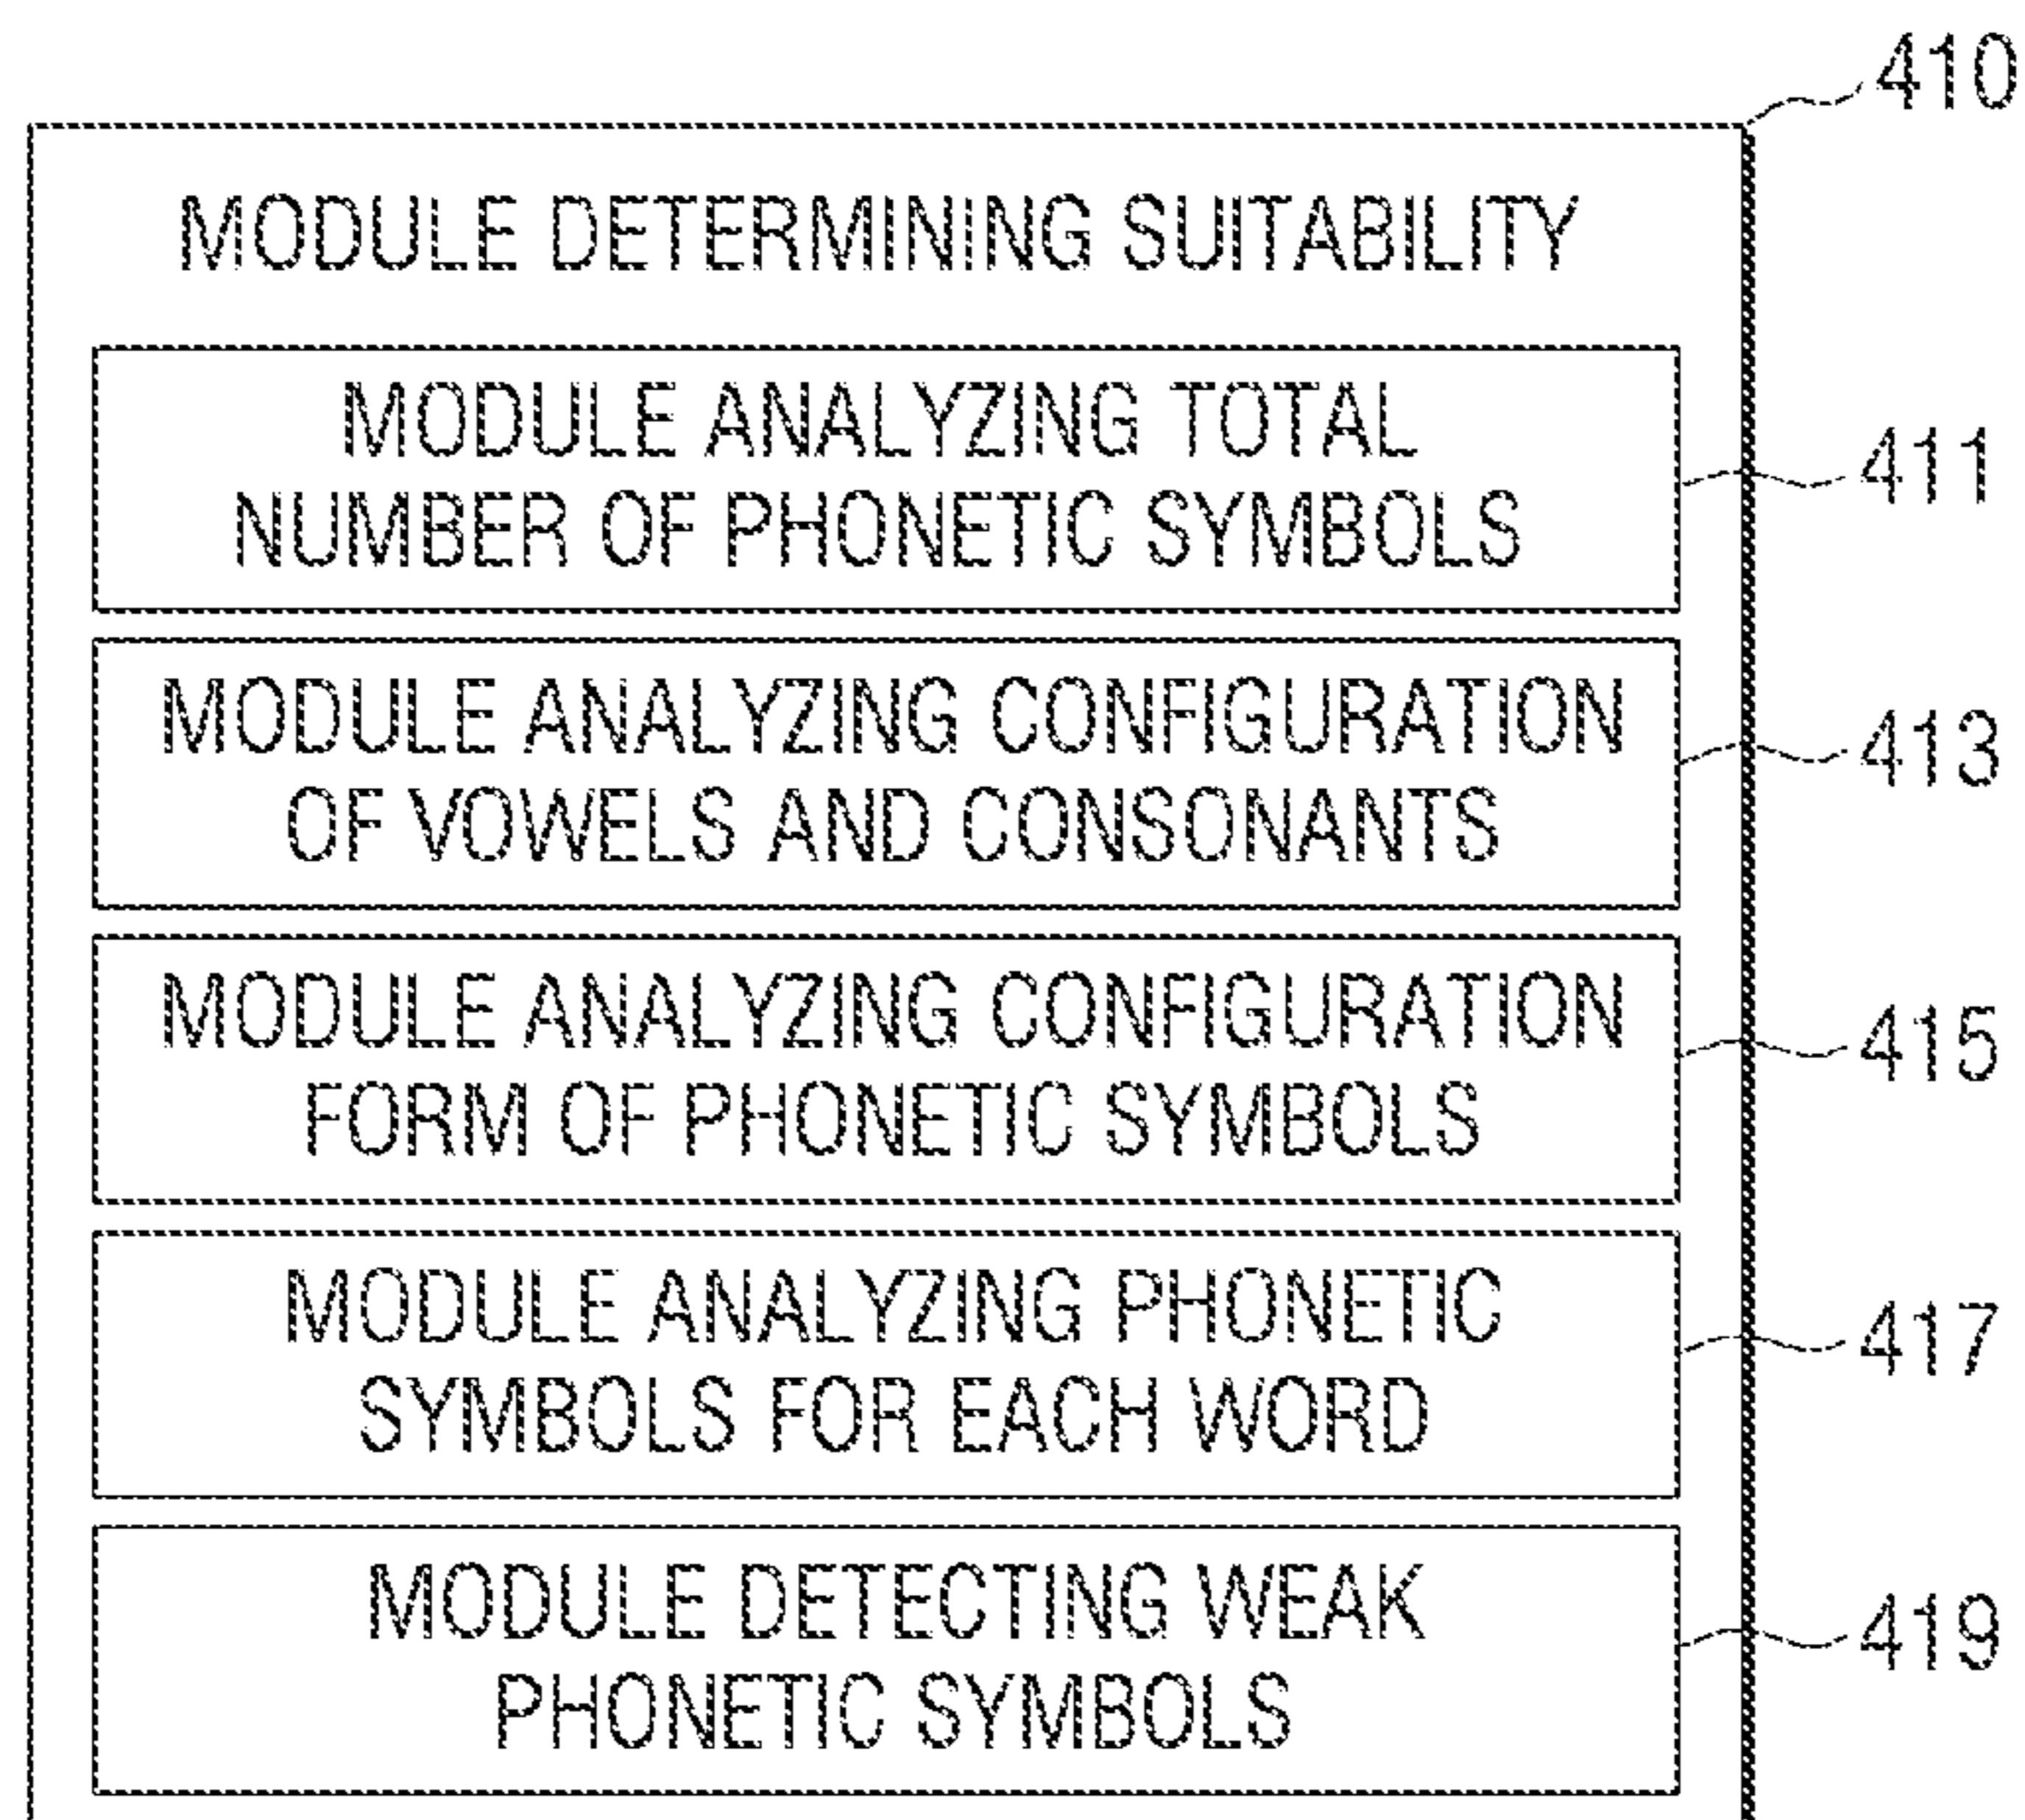 410
MODULE DETERMINING SUITABILITY
MODULE ANALYZING TOTAL
NUMBER OF PHONETIC SYMBOLS
411
MODULE ANALYZING CONFIGURATION
OF VOWELS AND CONSONANTS
413
MODULE ANALYZING CONFIGURATION
FORM OF PHONETIC SYMBOLS
415
MODULE ANALYZING PHONETIC
SYMBOLS FOR EACH WORD
417
MODULE DETECTING WEAK
PHONETIC SYMBOLS
419